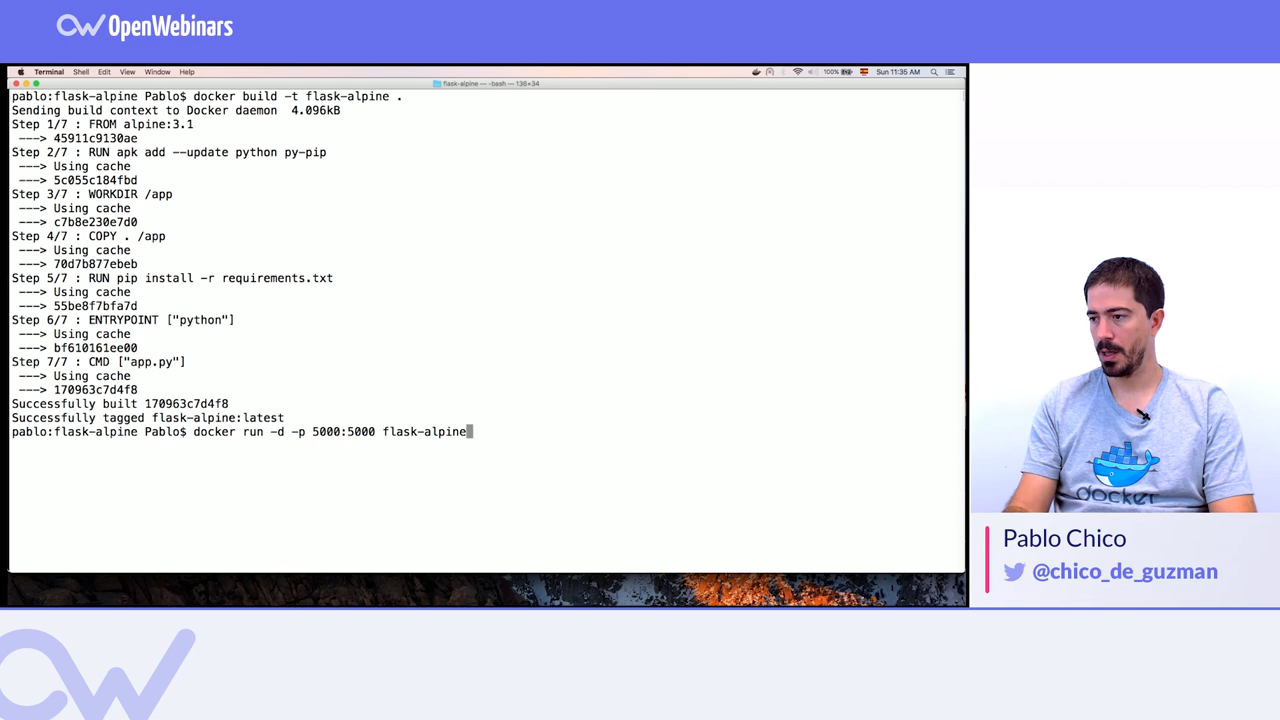 OpenWebinars
Terminal Shell Edit View Window Help
100% Sun 11:35 AM
flask-alpine — -bash — 136×34
pablo:flask-alpine Pablo$ docker build -t flask-alpine .
Sending build context to Docker daemon  4.096kB
Step 1/7 : FROM alpine:3.1
 ---> 45911c9130ae
Step 2/7 : RUN apk add --update python py-pip
 ---> Using cache
 ---> 5c055c184fbd
Step 3/7 : WORKDIR /app
 ---> Using cache
 ---> c7b8e230e7d0
Step 4/7 : COPY . /app
 ---> Using cache
 ---> 70d7b877ebeb
Step 5/7 : RUN pip install -r requirements.txt
 ---> Using cache
 ---> 55be8f7bfa7d
Step 6/7 : ENTRYPOINT ["python"]
 ---> Using cache
 ---> bf610161ee00
Step 7/7 : CMD ["app.py"]
 ---> Using cache
 ---> 170963c7d4f8
Successfully built 170963c7d4f8
Successfully tagged flask-alpine:latest
pablo:flask-alpine Pablo$ docker run -d -p 5000:5000 flask-alpine
docker
Pablo Chico
@chico_de_guzman